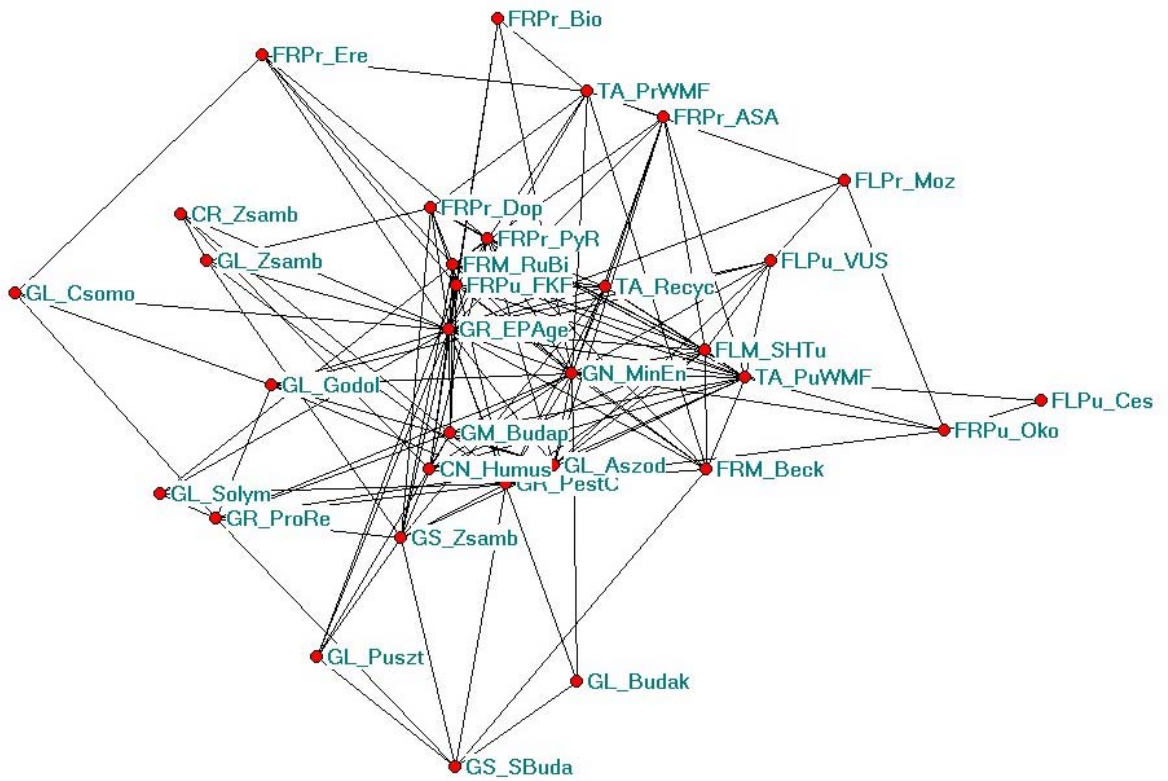 FRPr_Bio
FRPr_Ere
TA_PrWMF
FRPr_ASA
FLPr_Moz
FRPr_Dop
CR_Zsamb
FRPr_PyR
GL_Zsamb
FRM_RuBi
FLPu_VUS
FRPu_FKF
TA_Recyc
GL_Csomo
GR_EPAge
FLM_SHTu
GN_MinEn
TA_PuWMF
GL_Godol
FLPu_Ces
GM_Budap
FRPu_Oko
CN_Humus
GL_Aszod
FRM_Beck
GR_PestC
GL_Solym
GR_ProRe
GS_Zsamb
GL_Puszt
GL_Budak
GS_SBuda